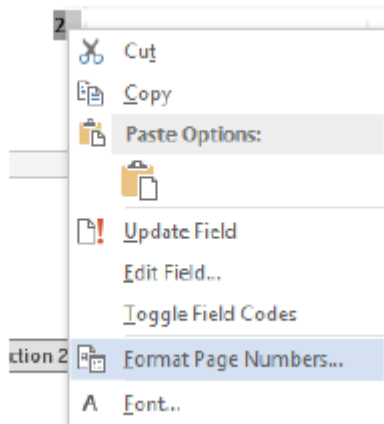 2
Cut
Copy
Paste Options:
Update Field
Edit Field...
Toggle Field Codes
ction 2
Format Page Numbers...
A Font...